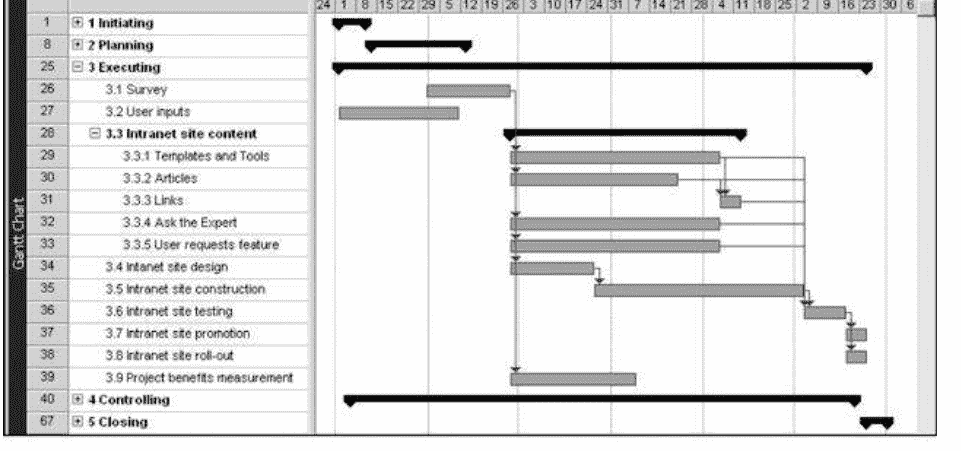 24 1 8 15 22 29 5 12 19 26 3 10 17 24 31 7 14 21 28 4 11 18 25 2 9 16 23 30 6
1 1 Initiating
8 2 Planning
25 3 Executing
26 3.1 Survey
27 3.2 User inputs
28 3.3 Intranet site content
29 3.3.1 Templates and Tools
30 3.3.2 Articles
31 3.3.3 Links
32 3.3.4 Ask the Expert
33 3.3.5 User requests feature
34 3.4 Intanet site design
35 3.5 Intranet site construction
36 3.6 Intranet site testing
37 3.7 Intranet site promotion
38 3.8 Intranet site roll-out
39 3.9 Project benefits measurement
40 4 Controlling
67 5 Closing
Gantt Chart